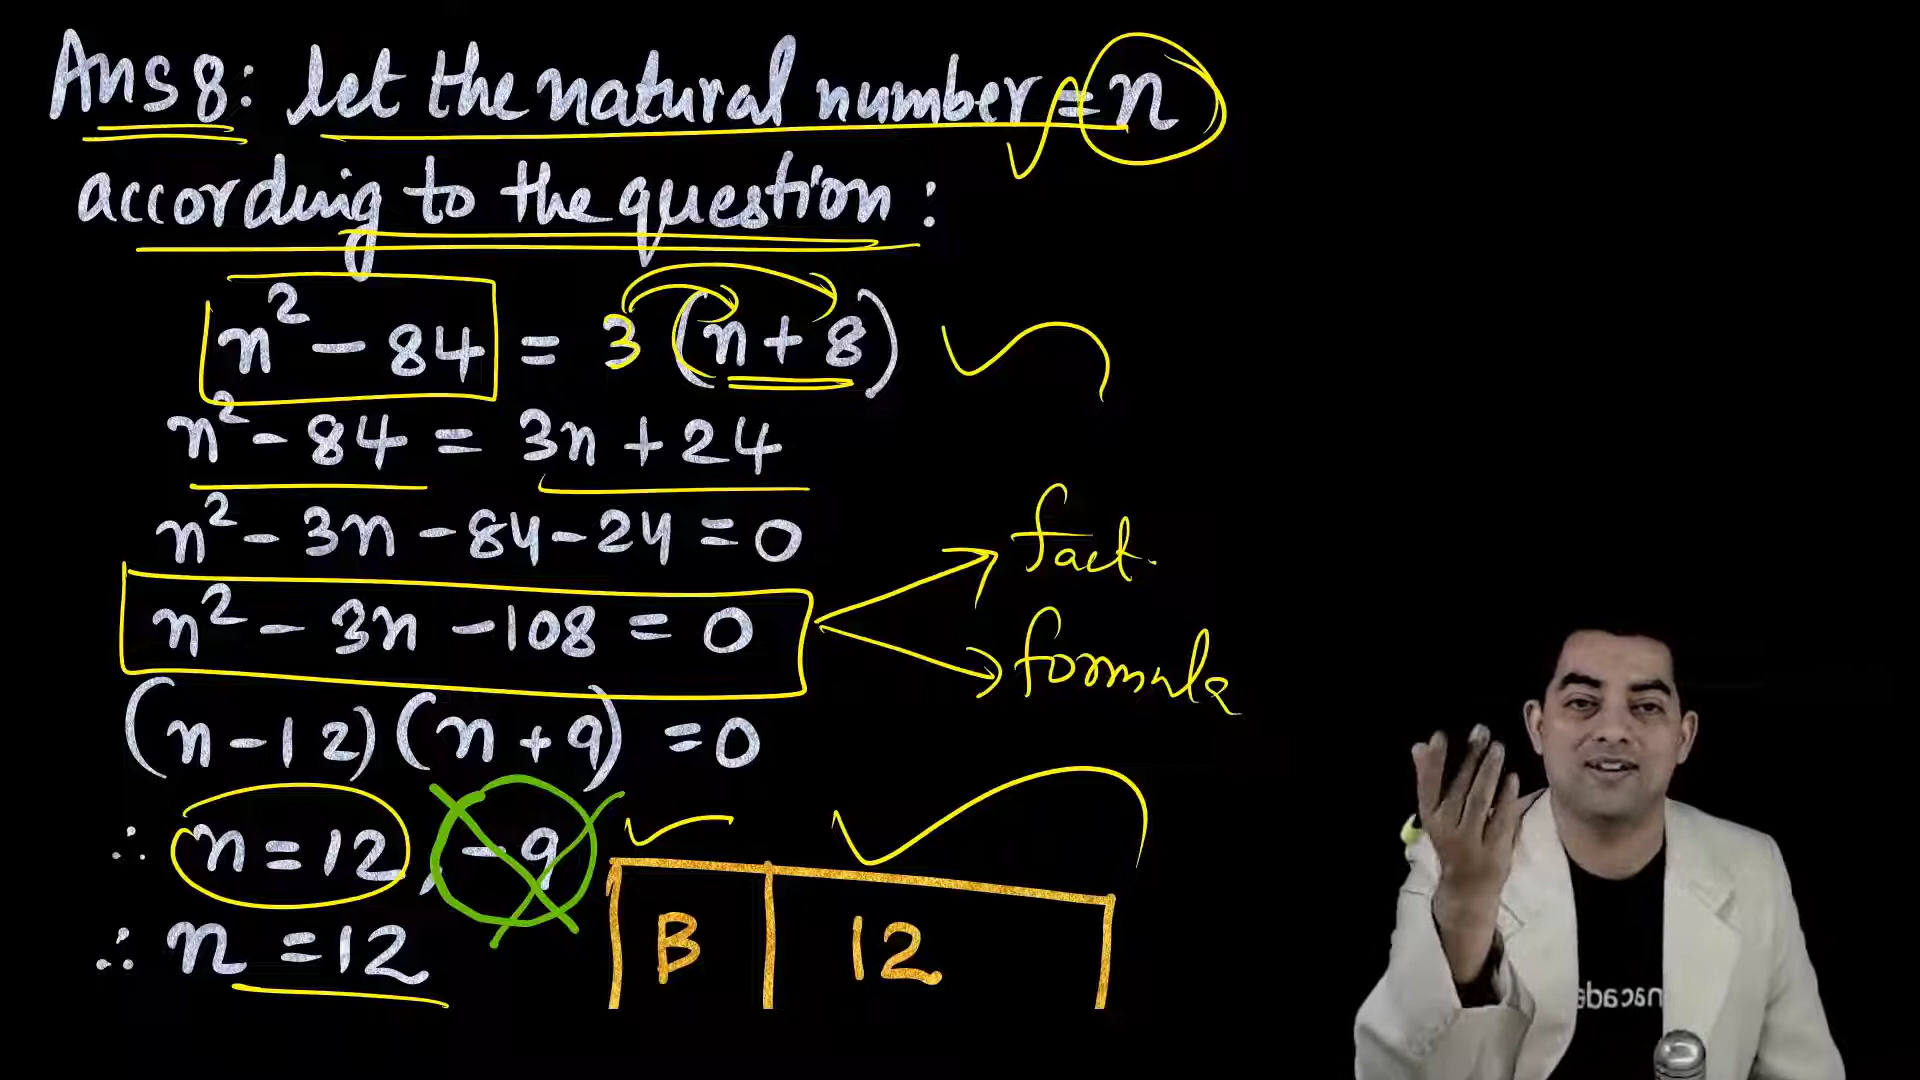 Ans 8: let the natural number = n
according to the question:
n² - 84 = 3 (n + 8)
n² - 84 = 3n + 24
n² - 3n - 84 - 24 = 0
n² - 3n - 108 = 0
fact.
formula
(n - 12) (n + 9) = 0
∴ n = 12, -9
∴ n = 12
B 12